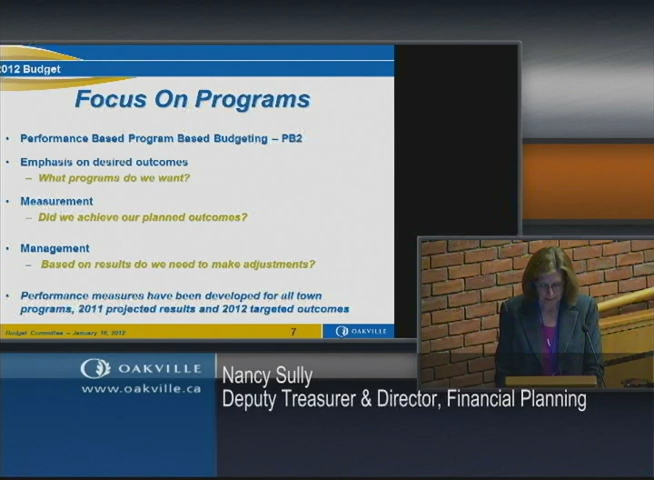 2012 Budget
Focus On Programs
• Performance Based Program Based Budgeting – PB2
• Emphasis on desired outcomes
– What programs do we want?
• Measurement
– Did we achieve our planned outcomes?
• Management
– Based on results do we need to make adjustments?
• Performance measures have been developed for all town
programs, 2011 projected results and 2012 targeted outcomes
Budget Committee – January 16, 2012
7
OAKVILLE
OAKVILLE
www.oakville.ca
Nancy Sully
Deputy Treasurer & Director, Financial Planning